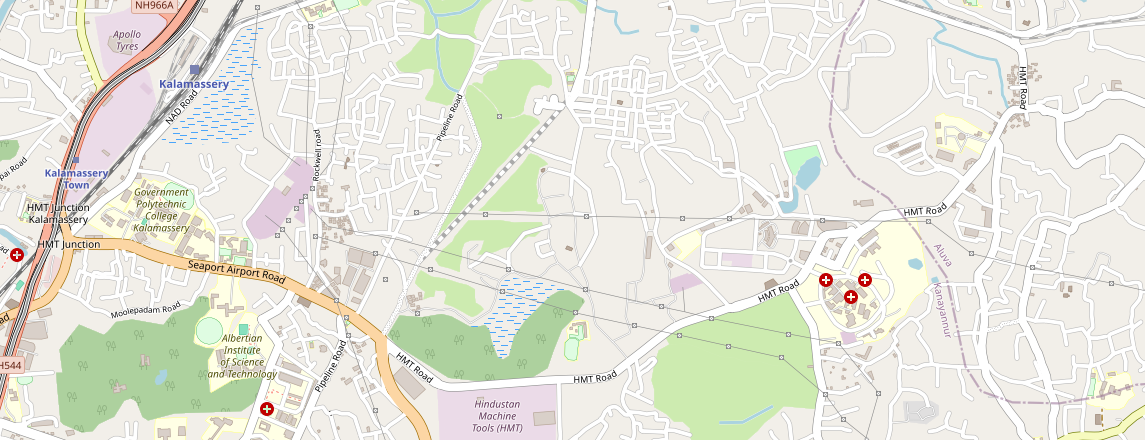 NH966A
Apollo
Tyres
Kalamassery
NAD Road
Pipeline Road
HMT Road
Rockwell road
pai Road
Kalamassery
Town
Government
Polytechnic
College
Kalamassery
HMT Junction
Kalamassery
HMT Junction
HMT Road
Seaport Airport Road
Aluva
Kanayannur
HMT Road
Moolepadam Road
ad
ad
H544
Albertian
Institute
of Science
and Technology
Pipeline Road
HMT Road
HMT Road
Hindustan
Machine
Tools (HMT)